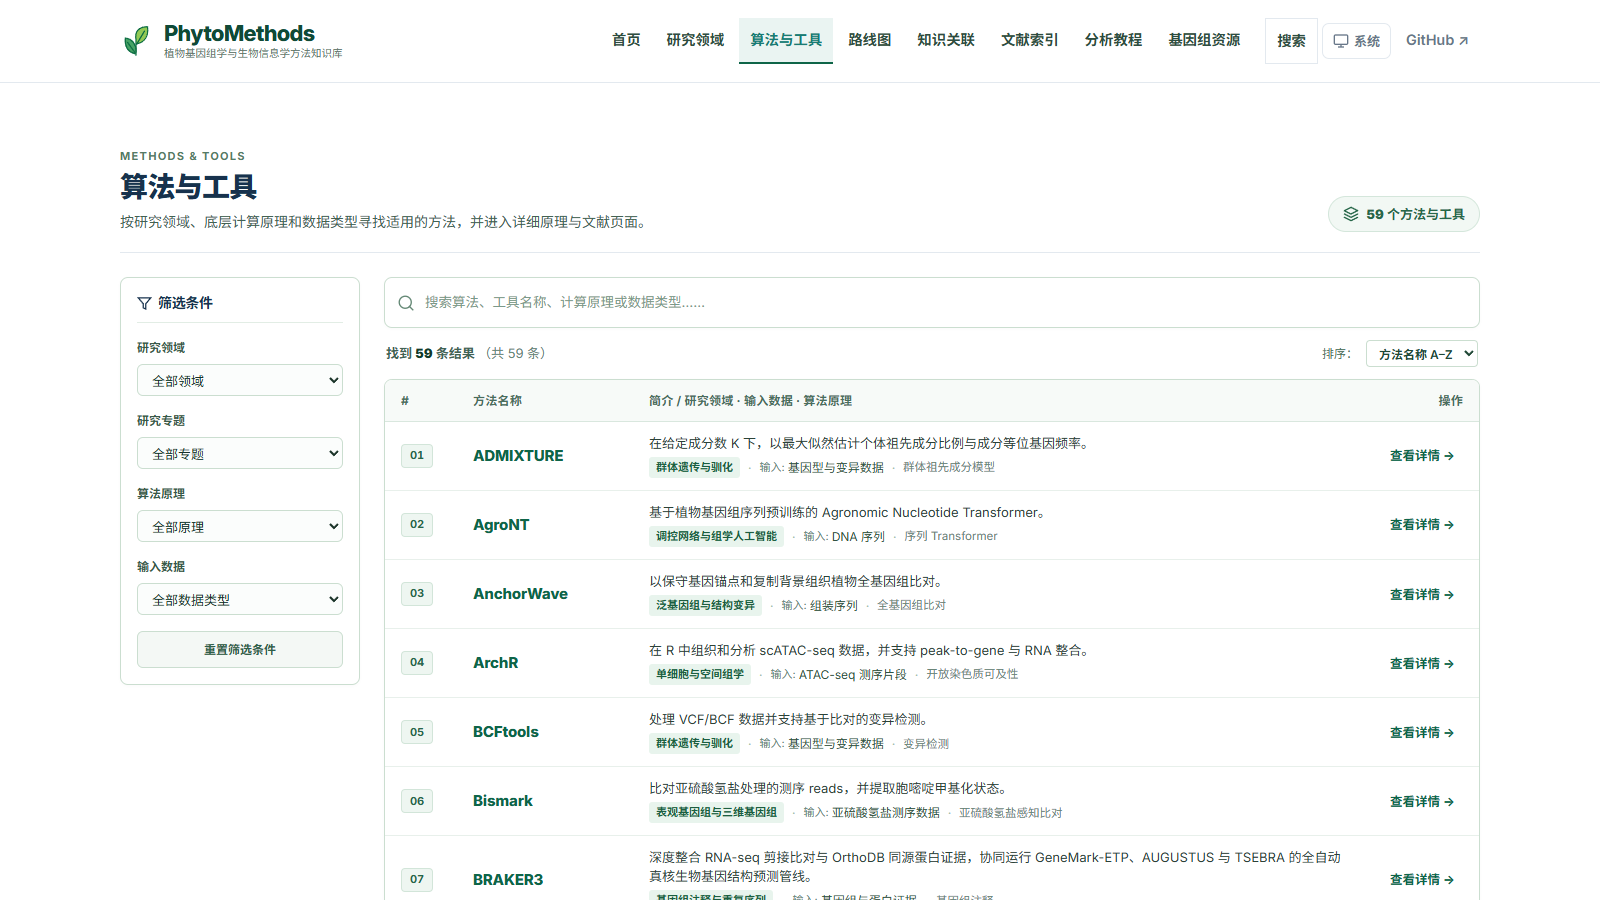 PhytoMethods
植物基因组学与生物信息学方法知识库
首页 研究领域 算法与工具 路线图 知识关联 文献索引 分析教程 基因组资源 搜索 系统 GitHub ↗
METHODS & TOOLS
算法与工具
按研究领域、底层计算原理和数据类型寻找适用的方法，并进入详细原理与文献页面。
59 个方法与工具
筛选条件
研究领域
全部领域
研究专题
全部专题
算法原理
全部原理
输入数据
全部数据类型
重置筛选条件
搜索算法、工具名称、计算原理或数据类型......
找到 59 条结果 （共 59 条）
排序： 方法名称 A–Z
# 方法名称 简介 / 研究领域 · 输入数据 · 算法原理 操作
01 ADMIXTURE 在给定成分数 K 下，以最大似然估计个体祖先成分比例与成分等位基因频率。 查看详情 →
群体遗传与驯化 · 输入: 基因型与变异数据 · 群体祖先成分模型
02 AgroNT 基于植物基因组序列预训练的 Agronomic Nucleotide Transformer。 查看详情 →
调控网络与组学人工智能 · 输入: DNA 序列 · 序列 Transformer
03 AnchorWave 以保守基因锚点和复制背景组织植物全基因组比对。 查看详情 →
泛基因组与结构变异 · 输入: 组装序列 · 全基因组比对
04 ArchR 在 R 中组织和分析 scATAC-seq 数据，并支持 peak-to-gene 与 RNA 整合。 查看详情 →
单细胞与空间组学 · 输入: ATAC-seq 测序片段 · 开放染色质可及性
05 BCFtools 处理 VCF/BCF 数据并支持基于比对的变异检测。 查看详情 →
群体遗传与驯化 · 输入: 基因型与变异数据 · 变异检测
06 Bismark 比对亚硫酸氢盐处理的测序 reads，并提取胞嘧啶甲基化状态。 查看详情 →
表观基因组与三维基因组 · 输入: 亚硫酸氢盐测序数据 · 亚硫酸氢盐感知比对
07 BRAKER3 深度整合 RNA-seq 剪接比对与 OrthoDB 同源蛋白证据，协同运行 GeneMark-ETP、AUGUSTUS 与 TSEBRA 的全自动 查看详情 →
真核生物基因结构预测管线。
基因组注释与重复序列 · 输入: 基因组与蛋白证据 · 基因组注释